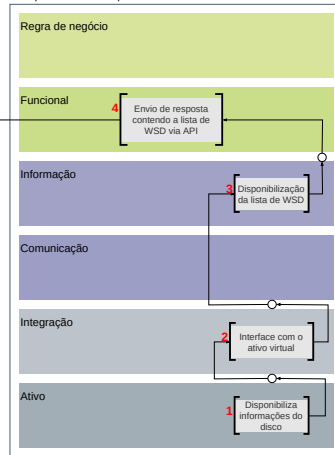 Regra de negócio
Funcional
4
Envio de resposta
contendo a lista de
WSD via API
Informação
3
Disponibilização
da lista de WSD
Comunicação
Integração
2
Interface com o
ativo virtual
Ativo
1
Disponibiliza
informações do
disco